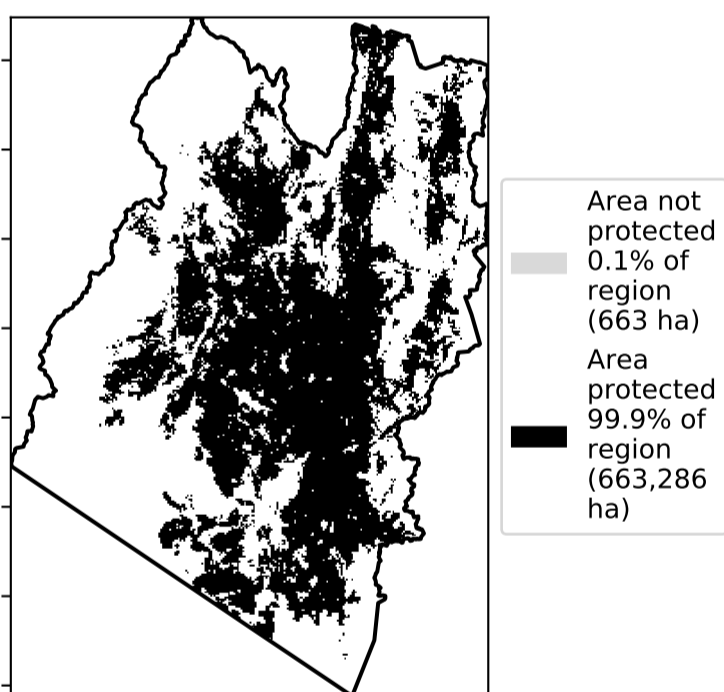 Area not
protected
0.1% of
region
(663 ha)
Area
protected
99.9% of
region
(663,286
ha)